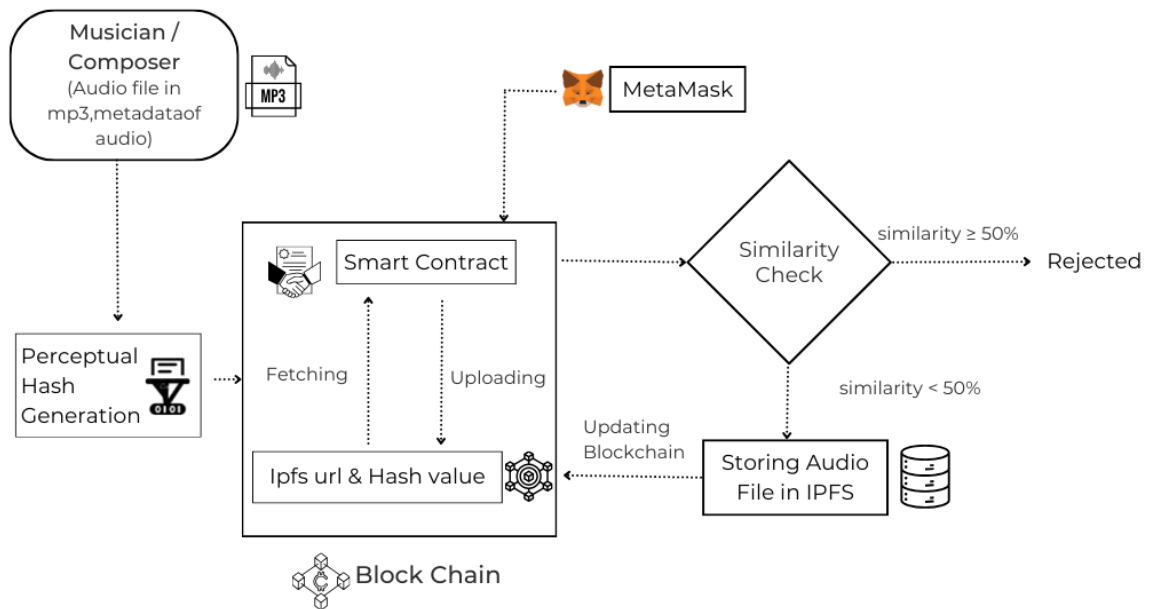 Musician /
Composer
(Audio file in
mp3,metadataof
audio)
MP3
MetaMask
Smart Contract
Similarity
Check
similarity ≥ 50%
Rejected
Perceptual
Hash
Generation
0101
Fetching
Uploading
similarity < 50%
Updating
Blockchain
Ipfs url & Hash value
Storing Audio
File in IPFS
Block Chain